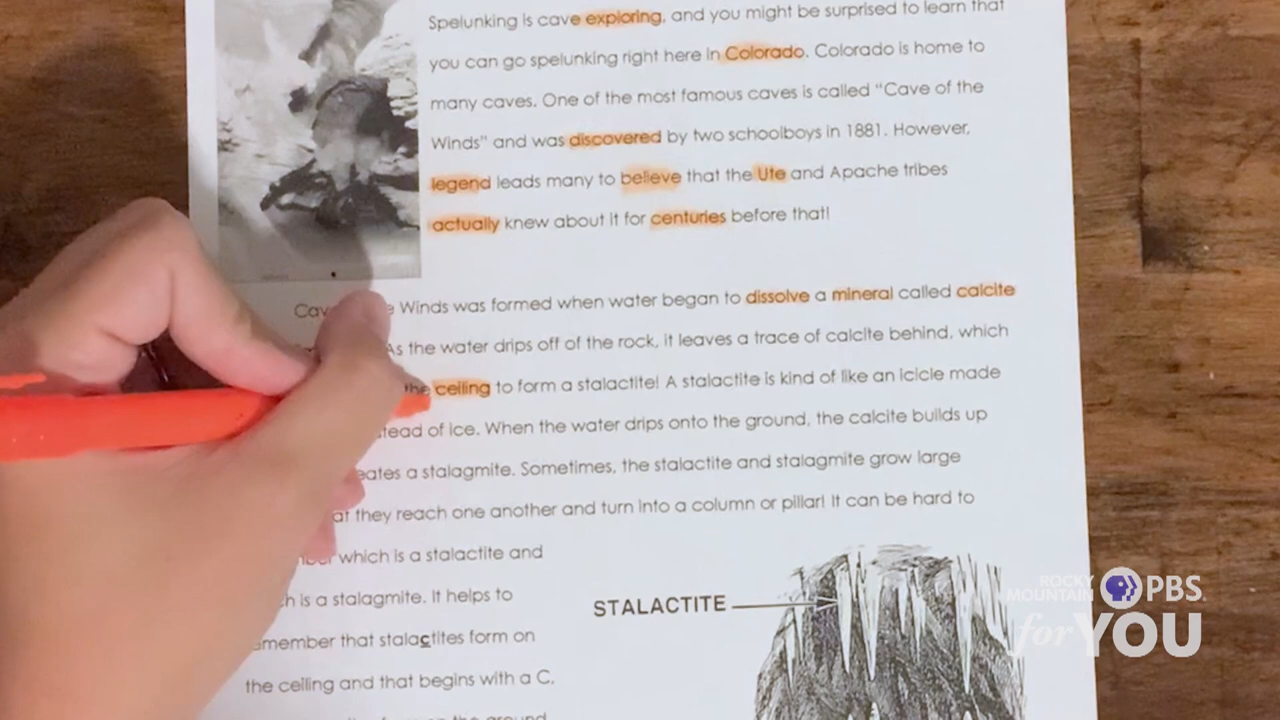 Spelunking is cave exploring, and you might be surprised to learn that
you can go spelunking right here in Colorado. Colorado is home to
many caves. One of the most famous caves is called “Cave of the
Winds” and was discovered by two schoolboys in 1881. However,
legend leads many to believe that the Ute and Apache tribes
actually knew about it for centuries before that!
Winds was formed when water began to dissolve a mineral called calcite
As the water drips off of the rock, it leaves a trace of calcite behind, which
the ceiling to form a stalactite! A stalactite is kind of like an icicle made
of ice. When the water drips onto the ground, the calcite builds up
a stalagmite. Sometimes, the stalactite and stalagmite grow large
they reach one another and turn into a column or pillar! It can be hard to
which is a stalactite and
is a stalagmite. It helps to
that stalactites form on
the ceiling and that begins with a C,
STALACTITE
ROCKY MOUNTAIN PBS
for YOU